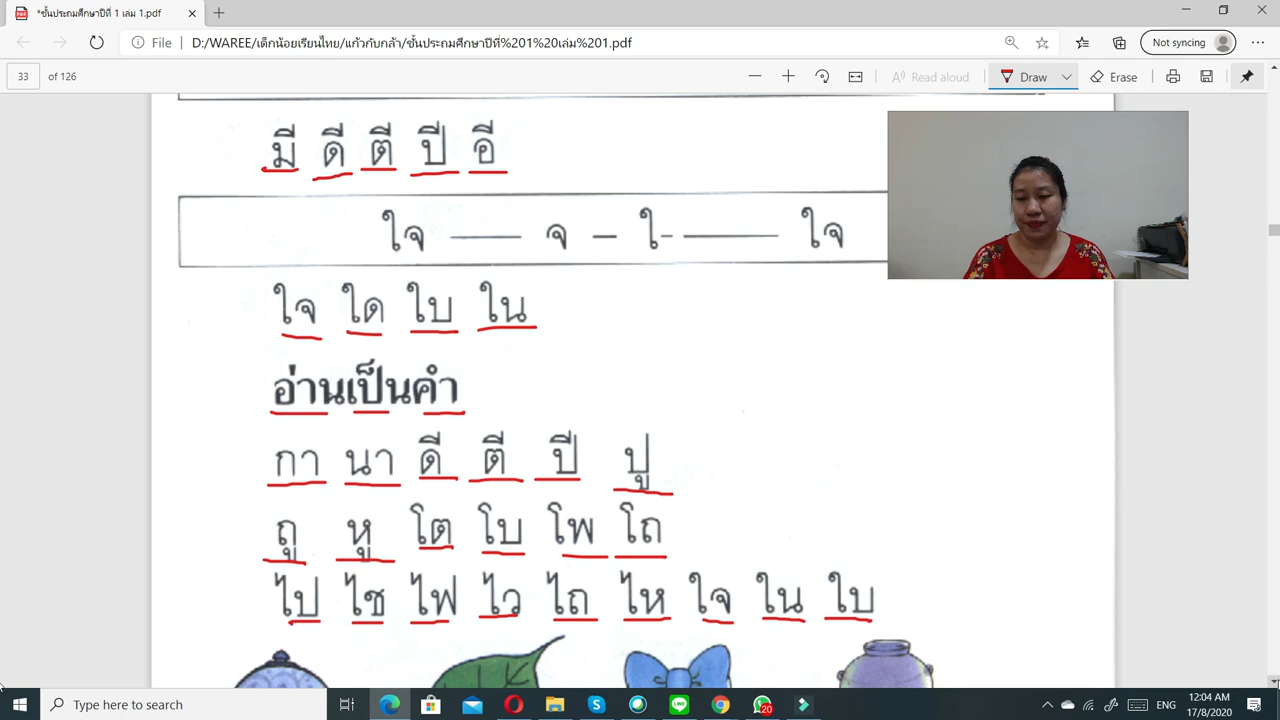 *ชั้นประถมศึกษาปีที่ 1 เล่ม 1.pdf
File D:/WAREE/เด็กน้อยเรียนไทย/แก้วกับกล้า/ชั้นประถมศึกษาปีที่%201%20เล่ม%201.pdf Not syncing
33 of 126 Read aloud Draw Erase
มี ดี ตี ปี อี
ใจ —— จ – ใ- —— ใจ
ใจ ใด ใบ ใน
อ่านเป็นคำ
กา นา ดี ตี ปี ปู
ถู หู โต โบ โพ โถ
ไป ไช ไฟ ไว ไถ ไห ใจ ใน ใบ
Type here to search 20 ENG 12:04 AM
17/8/2020